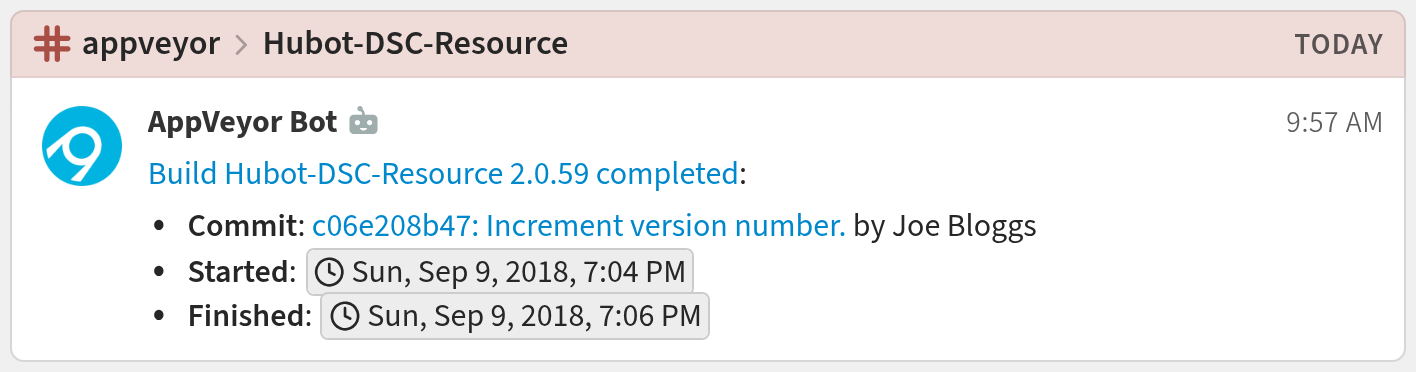 appveyor > Hubot-DSC-Resource TODAY
AppVeyor Bot 9:57 AM
Build Hubot-DSC-Resource 2.0.59 completed:
• Commit: c06e208b47: Increment version number. by Joe Bloggs
• Started: Sun, Sep 9, 2018, 7:04 PM
• Finished: Sun, Sep 9, 2018, 7:06 PM